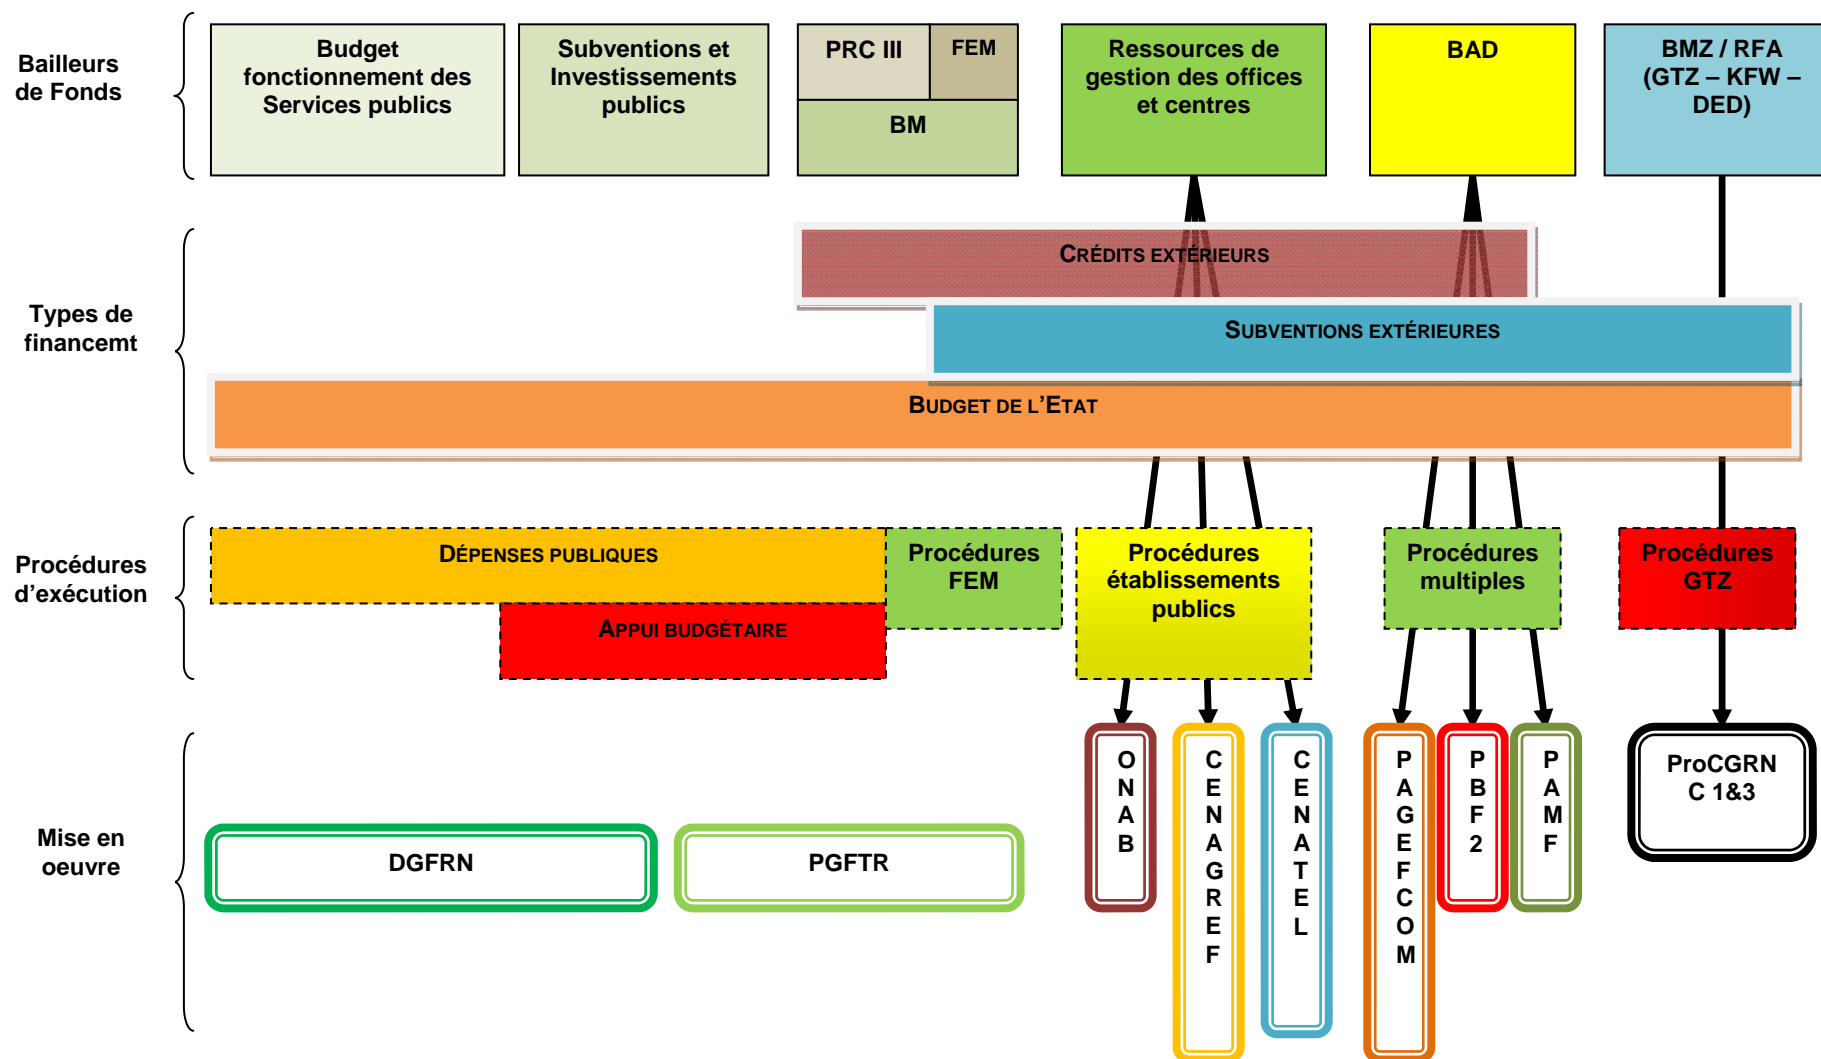 Bailleurs
de Fonds
Budget
fonctionnement des
Services publics
Subventions et
Investissements
publics
PRC III
FEM
BM
Ressources de
gestion des offices
et centres
BAD
BMZ / RFA
(GTZ – KFW –
DED)
Types de
financemt
CRÉDITS EXTÉRIEURS
SUBVENTIONS EXTÉRIEURES
BUDGET DE L’ETAT
Procédures
d'exécution
DÉPENSES PUBLIQUES
APPUI BUDGÉTAIRE
Procédures
FEM
Procédures
établissements
publics
Procédures
multiples
Procédures
GTZ
Mise en
oeuvre
DGFRN
PGFTR
ONAB
CENAGREF
CENATEL
PAGEFCOM
PBF2
PAMF
ProCGRN
C 1&3